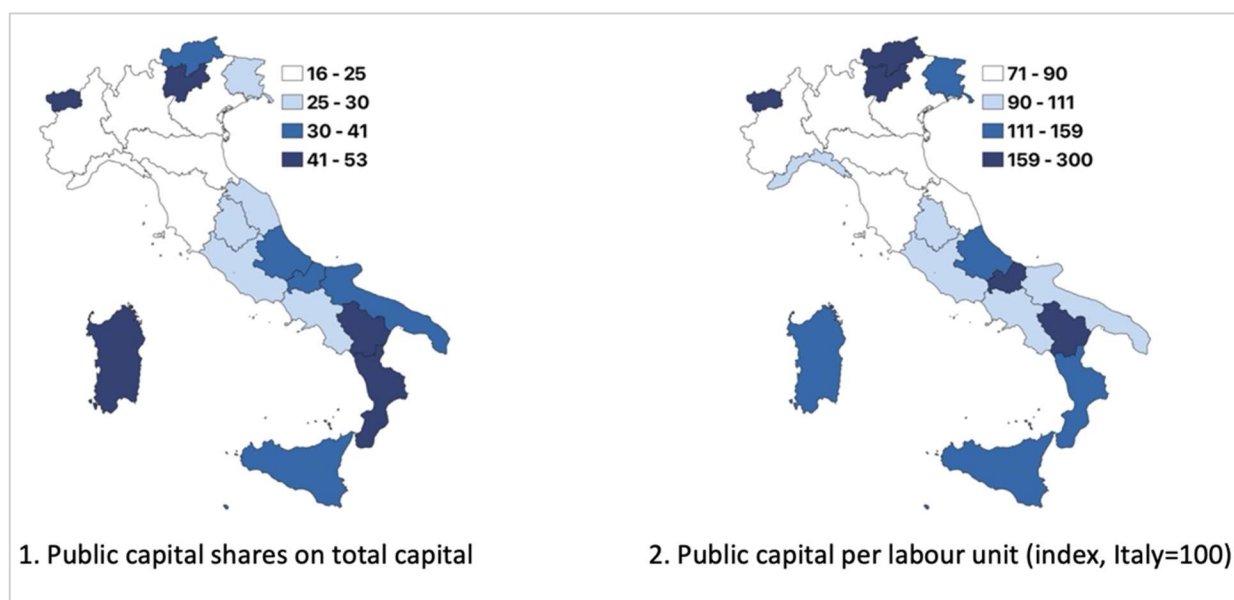 16 - 25
25 - 30
30 - 41
41 - 53
71 - 90
90 - 111
111 - 159
159 - 300
1. Public capital shares on total capital
2. Public capital per labour unit (index, Italy=100)